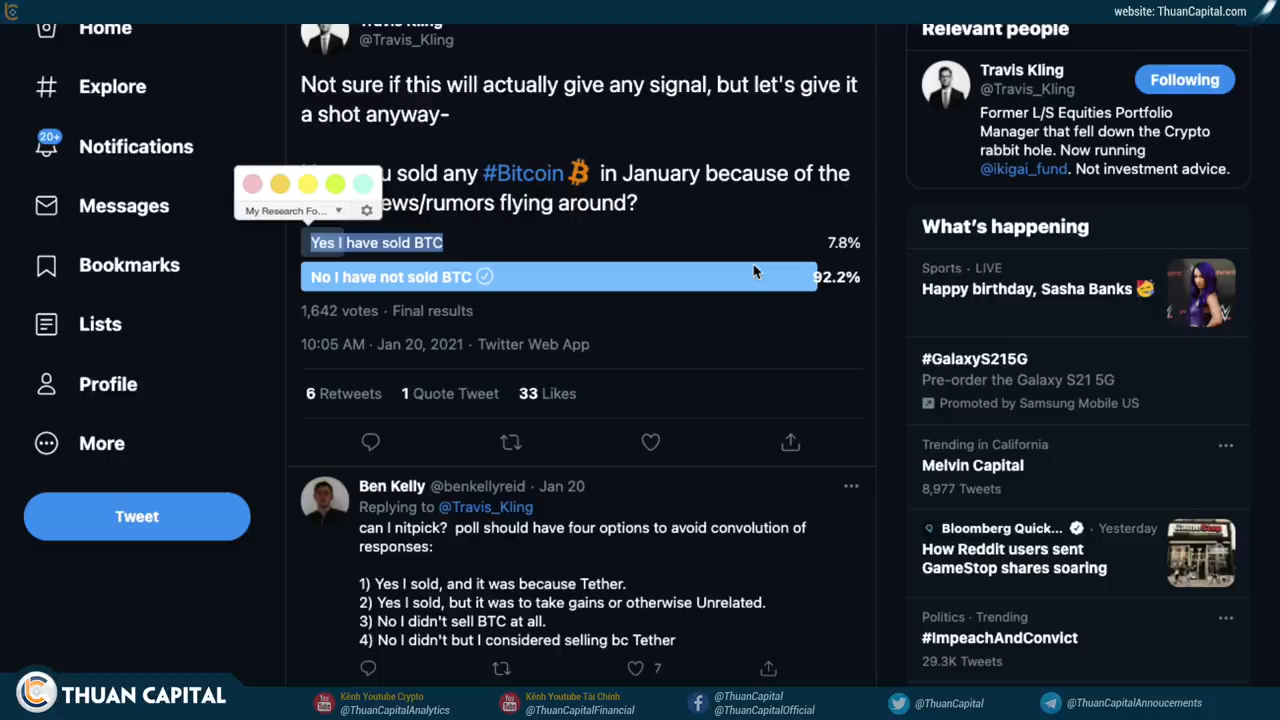 website: ThuanCapital.com
Home
Explore
20+
Notifications
Messages
Bookmarks
Lists
Profile
More
Tweet
Travis Kling
@Travis_Kling
Not sure if this will actually give any signal, but let's give it
a shot anyway-
u sold any #Bitcoin in January because of the
ews/rumors flying around?
My Research Fo...
Yes I have sold BTC 7.8%
No I have not sold BTC 92.2%
1,642 votes · Final results
10:05 AM · Jan 20, 2021 · Twitter Web App
6 Retweets 1 Quote Tweet 33 Likes
Ben Kelly @benkellyreid · Jan 20
Replying to @Travis_Kling
can I nitpick? poll should have four options to avoid convolution of
responses:
1) Yes I sold, and it was because Tether.
2) Yes I sold, but it was to take gains or otherwise Unrelated.
3) No I didn't sell BTC at all.
4) No I didn't but I considered selling bc Tether
7
Relevant people
Travis Kling
@Travis_Kling
Following
Former L/S Equities Portfolio
Manager that fell down the Crypto
rabbit hole. Now running
@ikigai_fund. Not investment advice.
What's happening
Sports · LIVE
Happy birthday, Sasha Banks
#GalaxyS215G
Pre-order the Galaxy S21 5G
Promoted by Samsung Mobile US
Trending in California
Melvin Capital
8,977 Tweets
Bloomberg Quick... · Yesterday
How Reddit users sent
GameStop shares soaring
Politics · Trending
#ImpeachAndConvict
29.3K Tweets
THUAN CAPITAL
Kênh Youtube Crypto
@ThuanCapitalAnalytics
Kênh Youtube Tài Chính
@ThuanCapitalFinancial
@ThuanCapital
@ThuanCapitalOfficial
@ThuanCapital
@ThuanCapitalAnnoucements